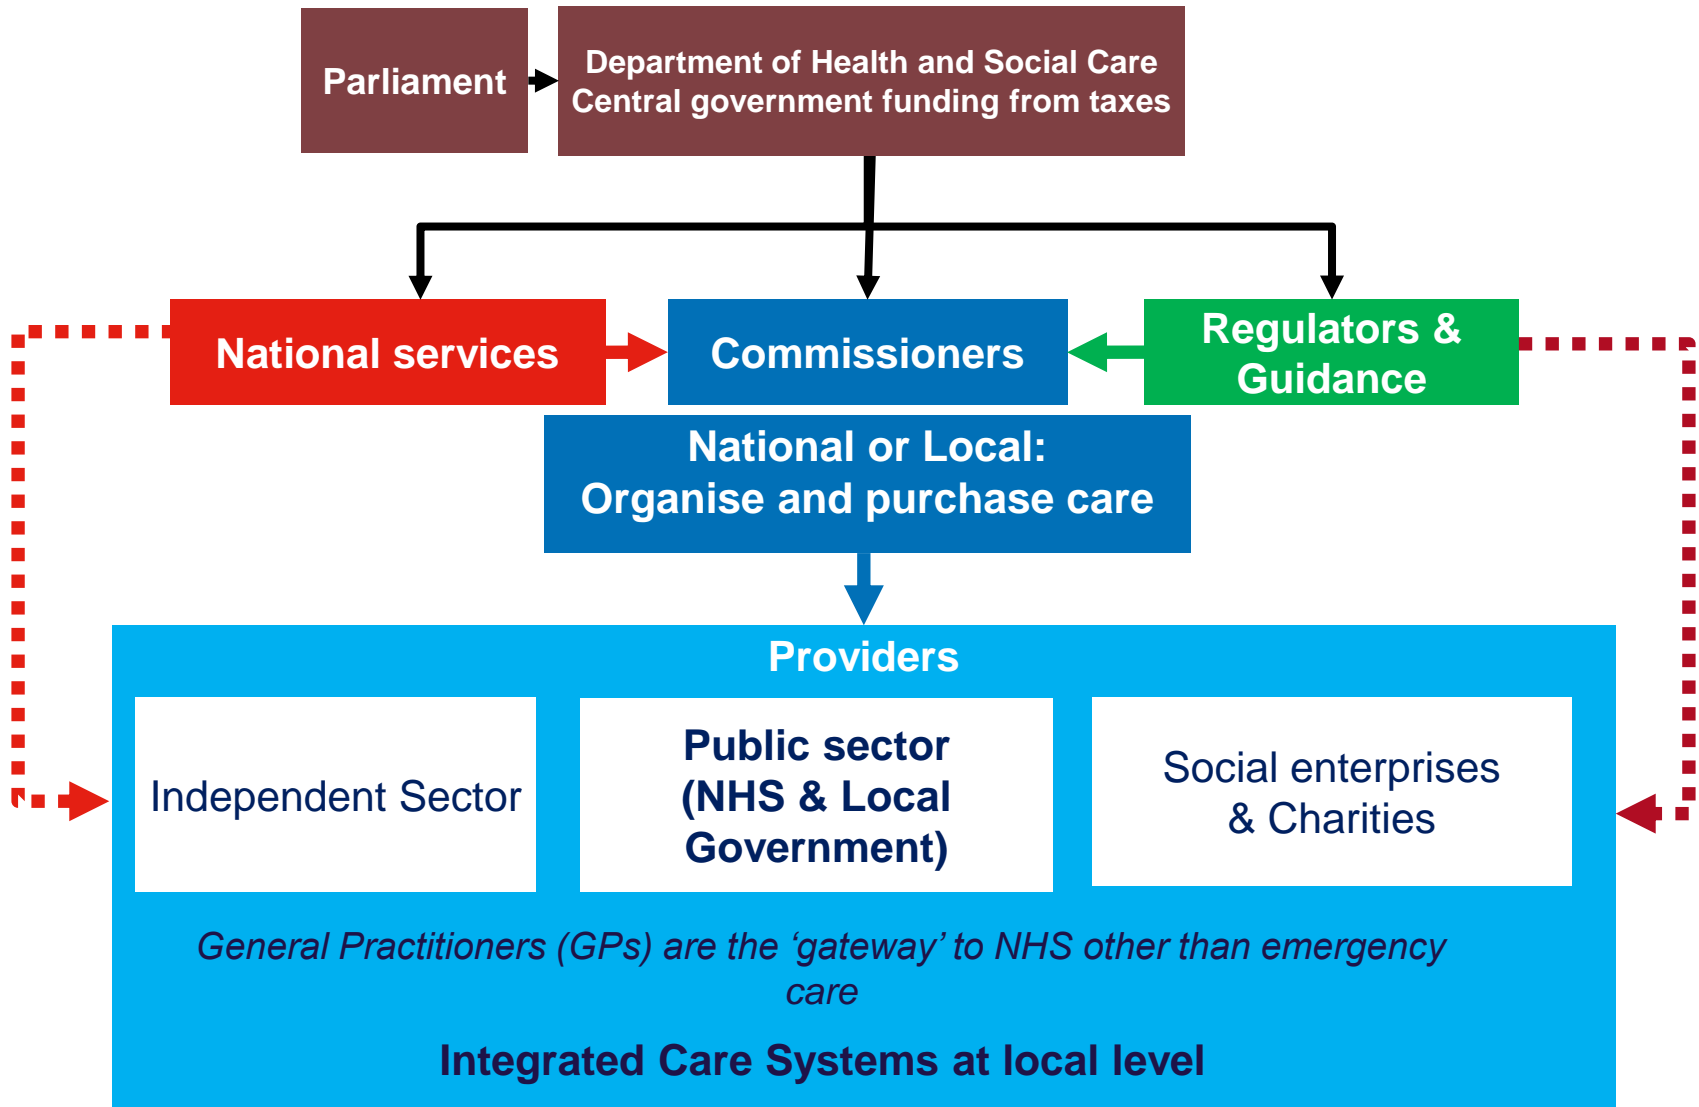 Parliament
Department of Health and Social Care
Central government funding from taxes
National services
Commissioners
Regulators &
Guidance
National or Local:
Organise and purchase care
Providers
Independent Sector
Public sector
(NHS & Local
Government)
Social enterprises
& Charities
General Practitioners (GPs) are the ‘gateway’ to NHS other than emergency
care
Integrated Care Systems at local level